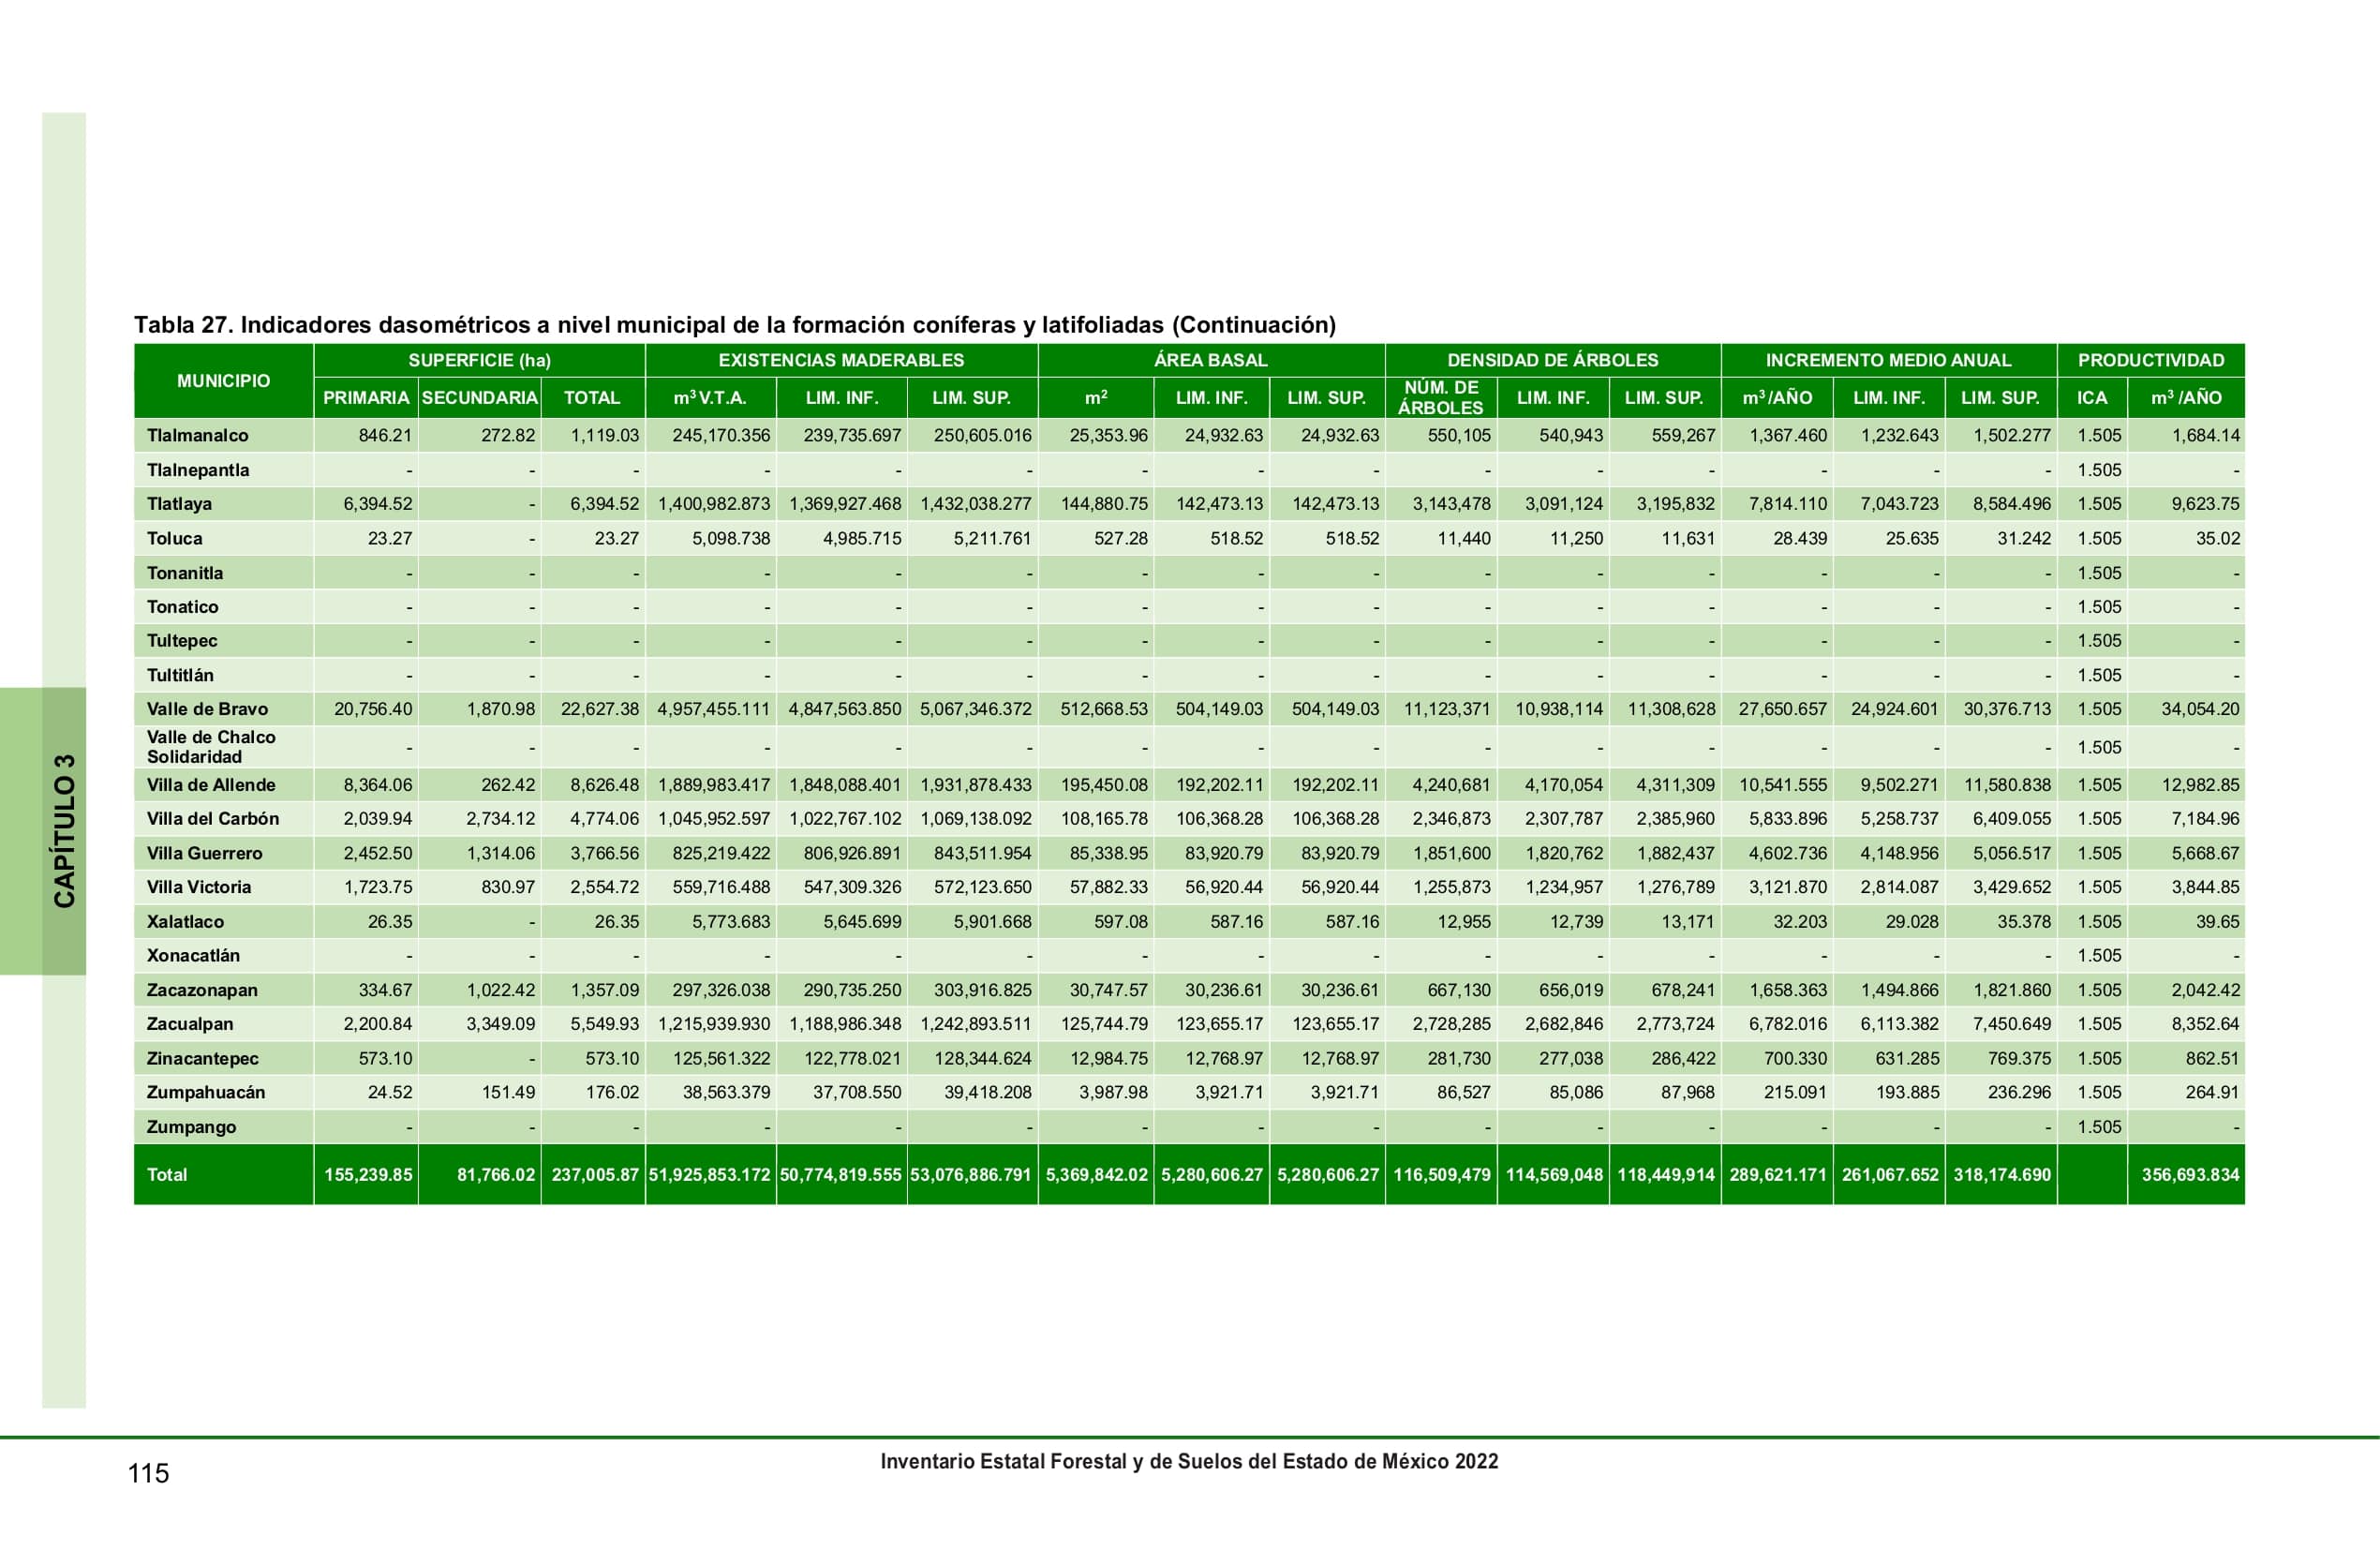 Tabla 27. Indicadores dasométricos a nivel municipal de la formación coníferas y latifoliadas (Continuación)
MUNICIPIO SUPERFICIE (ha) EXISTENCIAS MADERABLES ÁREA BASAL DENSIDAD DE ÁRBOLES INCREMENTO MEDIO ANUAL PRODUCTIVIDAD
PRIMARIA SECUNDARIA TOTAL m³ V.T.A. LIM. INF. LIM. SUP. m² LIM. INF. LIM. SUP. NÚM. DE ÁRBOLES LIM. INF. LIM. SUP. m³ /AÑO LIM. INF. LIM. SUP. ICA m³ /AÑO
Tlalmanalco 846.21 272.82 1,119.03 245,170.356 239,735.697 250,605.016 25,353.96 24,932.63 24,932.63 550,105 540,943 559,267 1,367.460 1,232.643 1,502.277 1.505 1,684.14
Tlalnepantla - - - - - - - - - - - - - - - 1.505 -
Tlatlaya 6,394.52 - 6,394.52 1,400,982.873 1,369,927.468 1,432,038.277 144,880.75 142,473.13 142,473.13 3,143,478 3,091,124 3,195,832 7,814.110 7,043.723 8,584.496 1.505 9,623.75
Toluca 23.27 - 23.27 5,098.738 4,985.715 5,211.761 527.28 518.52 518.52 11,440 11,250 11,631 28.439 25.635 31.242 1.505 35.02
Tonanitla - - - - - - - - - - - - - - - 1.505 -
Tonatico - - - - - - - - - - - - - - - 1.505 -
Tultepec - - - - - - - - - - - - - - - 1.505 -
Tultitlán - - - - - - - - - - - - - - - 1.505 -
Valle de Bravo 20,756.40 1,870.98 22,627.38 4,957,455.111 4,847,563.850 5,067,346.372 512,668.53 504,149.03 504,149.03 11,123,371 10,938,114 11,308,628 27,650.657 24,924.601 30,376.713 1.505 34,054.20
Valle de Chalco
Solidaridad - - - - - - - - - - - - - - - 1.505 -
Villa de Allende 8,364.06 262.42 8,626.48 1,889,983.417 1,848,088.401 1,931,878.433 195,450.08 192,202.11 192,202.11 4,240,681 4,170,054 4,311,309 10,541.555 9,502.271 11,580.838 1.505 12,982.85
Villa del Carbón 2,039.94 2,734.12 4,774.06 1,045,952.597 1,022,767.102 1,069,138.092 108,165.78 106,368.28 106,368.28 2,346,873 2,307,787 2,385,960 5,833.896 5,258.737 6,409.055 1.505 7,184.96
Villa Guerrero 2,452.50 1,314.06 3,766.56 825,219.422 806,926.891 843,511.954 85,338.95 83,920.79 83,920.79 1,851,600 1,820,762 1,882,437 4,602.736 4,148.956 5,056.517 1.505 5,668.67
Villa Victoria 1,723.75 830.97 2,554.72 559,716.488 547,309.326 572,123.650 57,882.33 56,920.44 56,920.44 1,255,873 1,234,957 1,276,789 3,121.870 2,814.087 3,429.652 1.505 3,844.85
Xalatlaco 26.35 - 26.35 5,773.683 5,645.699 5,901.668 597.08 587.16 587.16 12,955 12,739 13,171 32.203 29.028 35.378 1.505 39.65
Xonacatlán - - - - - - - - - - - - - - - 1.505 -
Zacazonapan 334.67 1,022.42 1,357.09 297,326.038 290,735.250 303,916.825 30,747.57 30,236.61 30,236.61 667,130 656,019 678,241 1,658.363 1,494.866 1,821.860 1.505 2,042.42
Zacualpan 2,200.84 3,349.09 5,549.93 1,215,939.930 1,188,986.348 1,242,893.511 125,744.79 123,655.17 123,655.17 2,728,285 2,682,846 2,773,724 6,782.016 6,113.382 7,450.649 1.505 8,352.64
Zinacantepec 573.10 - 573.10 125,561.322 122,778.021 128,344.624 12,984.75 12,768.97 12,768.97 281,730 277,038 286,422 700.330 631.285 769.375 1.505 862.51
Zumpahuacán 24.52 151.49 176.02 38,563.379 37,708.550 39,418.208 3,987.98 3,921.71 3,921.71 86,527 85,086 87,968 215.091 193.885 236.296 1.505 264.91
Zumpango - - - - - - - - - - - - - - - 1.505 -
Total 155,239.85 81,766.02 237,005.87 51,925,853.172 50,774,819.555 53,076,886.791 5,369,842.02 5,280,606.27 5,280,606.27 116,509,479 114,569,048 118,449,914 289,621.171 261,067.652 318,174.690 356,693.834
CAPÍTULO 3
Inventario Estatal Forestal y de Suelos del Estado de México 2022
115